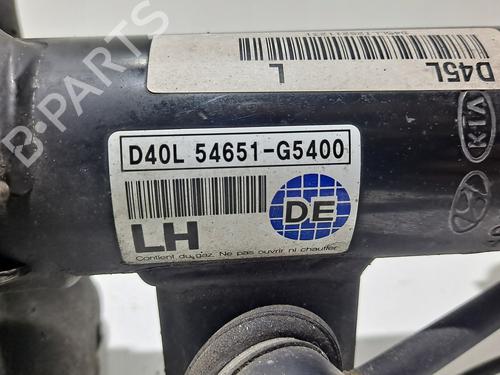 D45L
L
KIA
D40L 54651-G5400
DE
LH
Contient du gaz. Ne pas ouvrir ni chauffer
B-PARTS